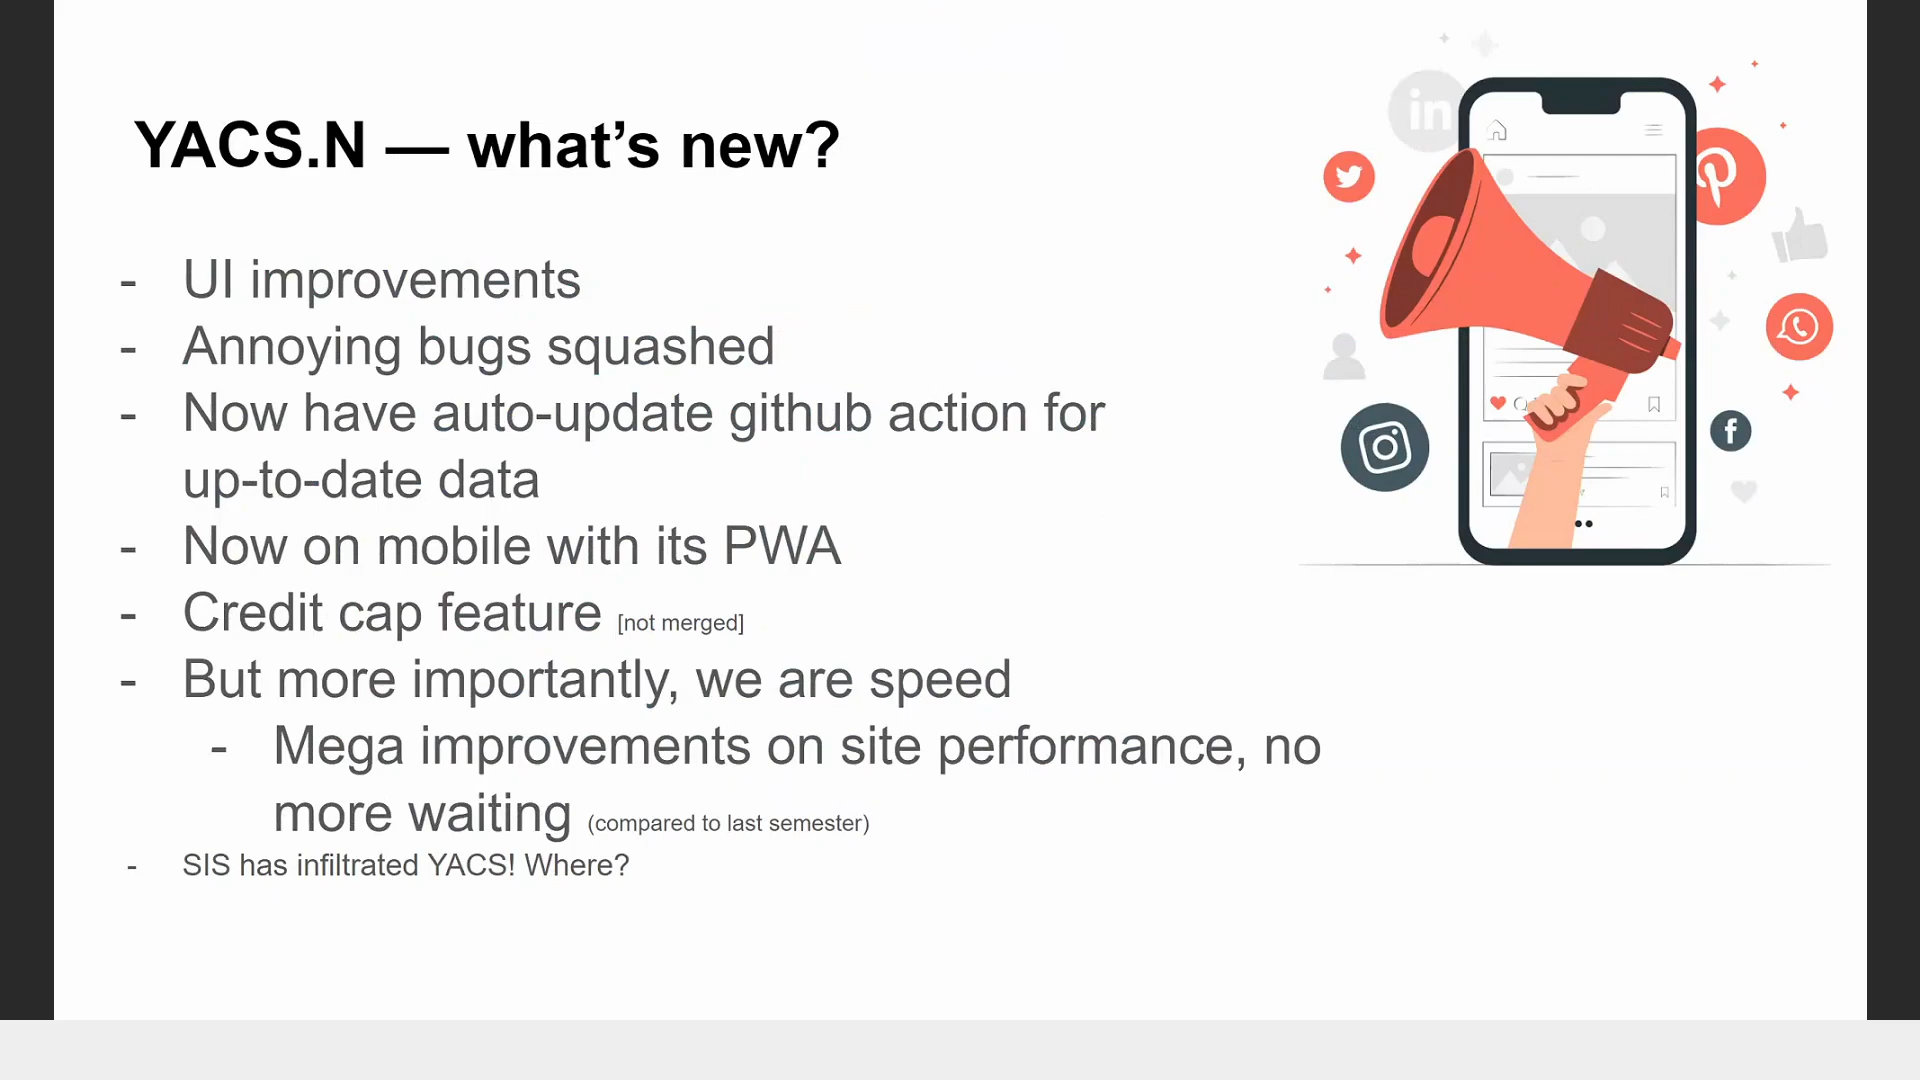 YACS.N — what’s new?
- UI improvements
- Annoying bugs squashed
- Now have auto-update github action for
up-to-date data
- Now on mobile with its PWA
- Credit cap feature [not merged]
- But more importantly, we are speed
- Mega improvements on site performance, no
more waiting (compared to last semester)
- SIS has infiltrated YACS! Where?
in
f